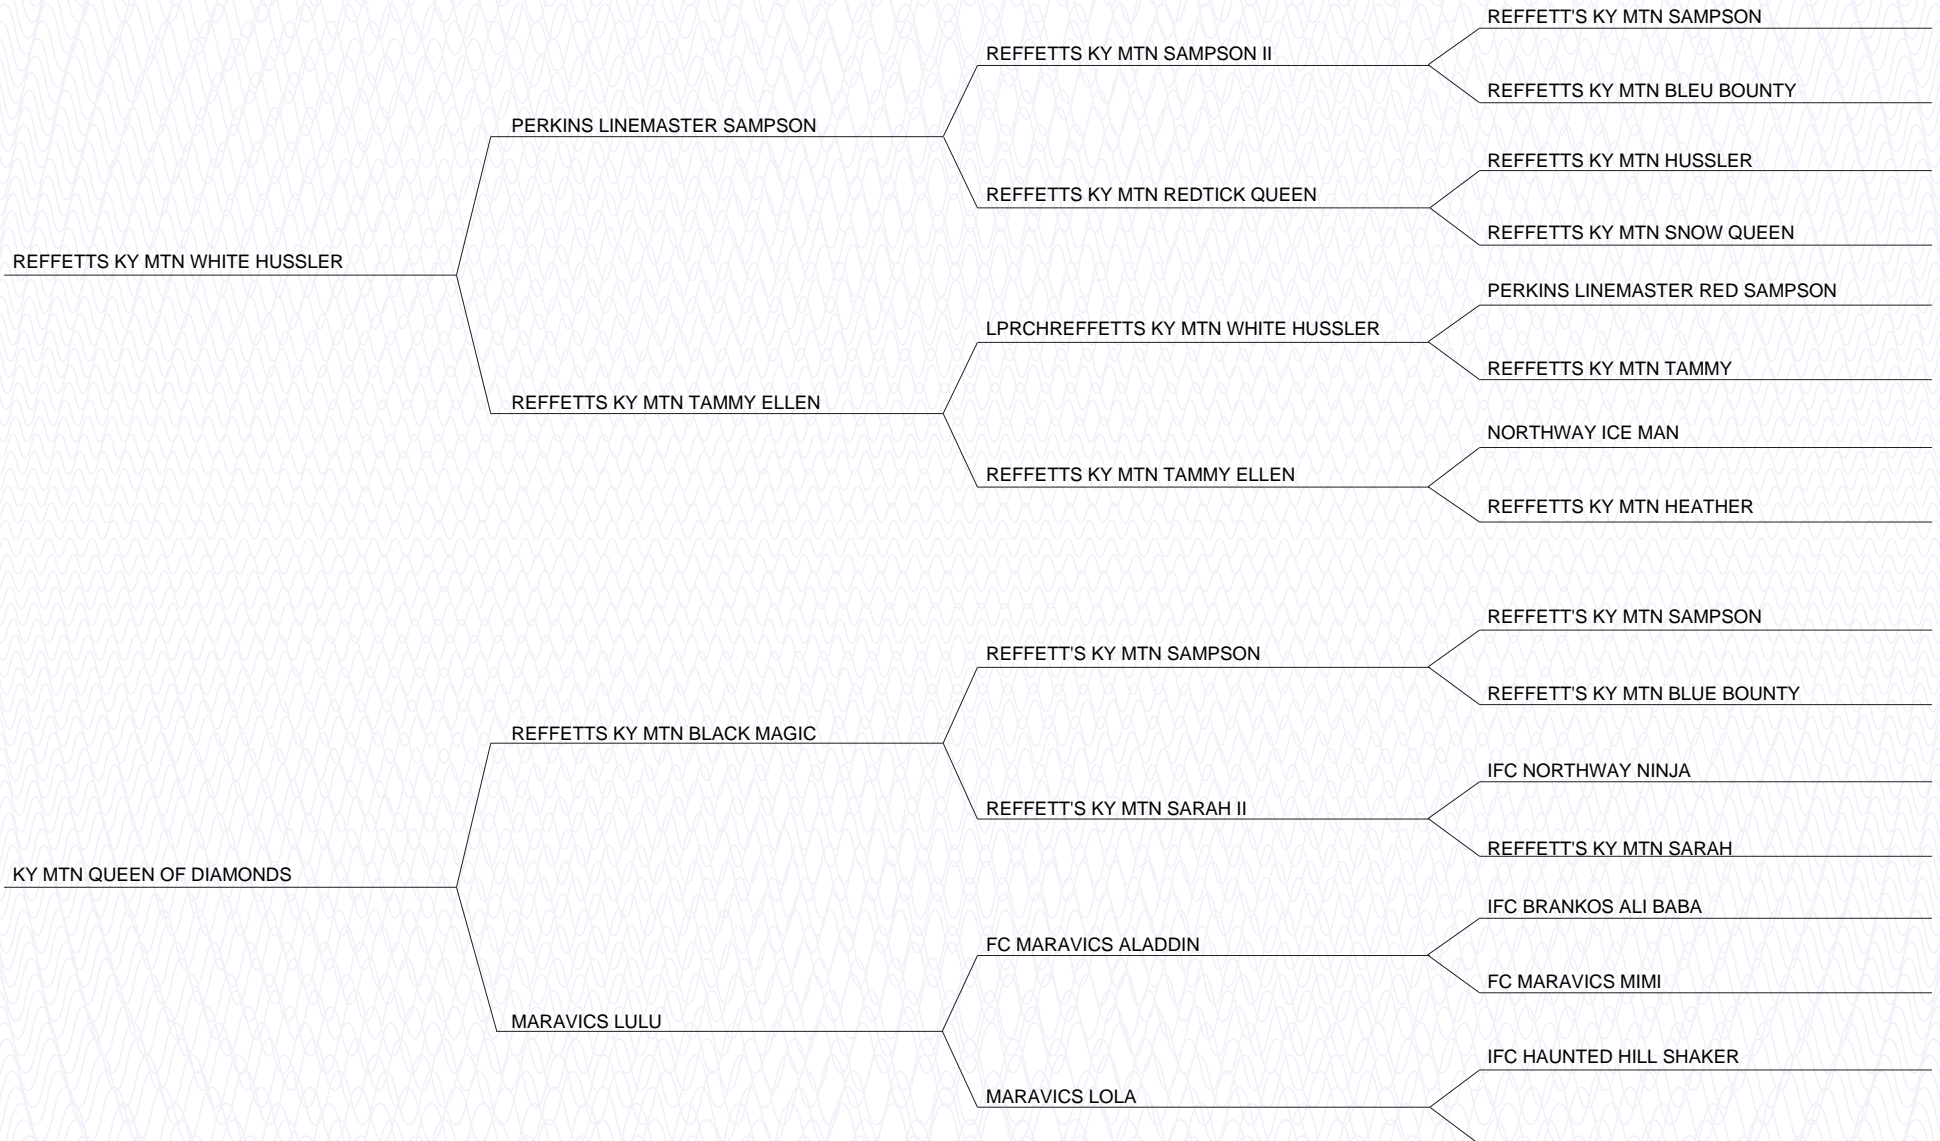 REFFETT'S KY MTN SAMPSON
REFFETTS KY MTN SAMPSON II
REFFETTS KY MTN BLEU BOUNTY
PERKINS LINEMASTER SAMPSON
REFFETTS KY MTN HUSSLER
REFFETTS KY MTN REDTICK QUEEN
REFFETTS KY MTN SNOW QUEEN
REFFETTS KY MTN WHITE HUSSLER
PERKINS LINEMASTER RED SAMPSON
LPRCHREFFETTS KY MTN WHITE HUSSLER
REFFETTS KY MTN TAMMY
REFFETTS KY MTN TAMMY ELLEN
NORTHWAY ICE MAN
REFFETTS KY MTN TAMMY ELLEN
REFFETTS KY MTN HEATHER
REFFETT'S KY MTN SAMPSON
REFFETT'S KY MTN SAMPSON
REFFETT'S KY MTN BLUE BOUNTY
REFFETTS KY MTN BLACK MAGIC
IFC NORTHWAY NINJA
REFFETT'S KY MTN SARAH II
REFFETT'S KY MTN SARAH
KY MTN QUEEN OF DIAMONDS
IFC BRANKOS ALI BABA
FC MARAVICS ALADDIN
FC MARAVICS MIMI
MARAVICS LULU
IFC HAUNTED HILL SHAKER
MARAVICS LOLA